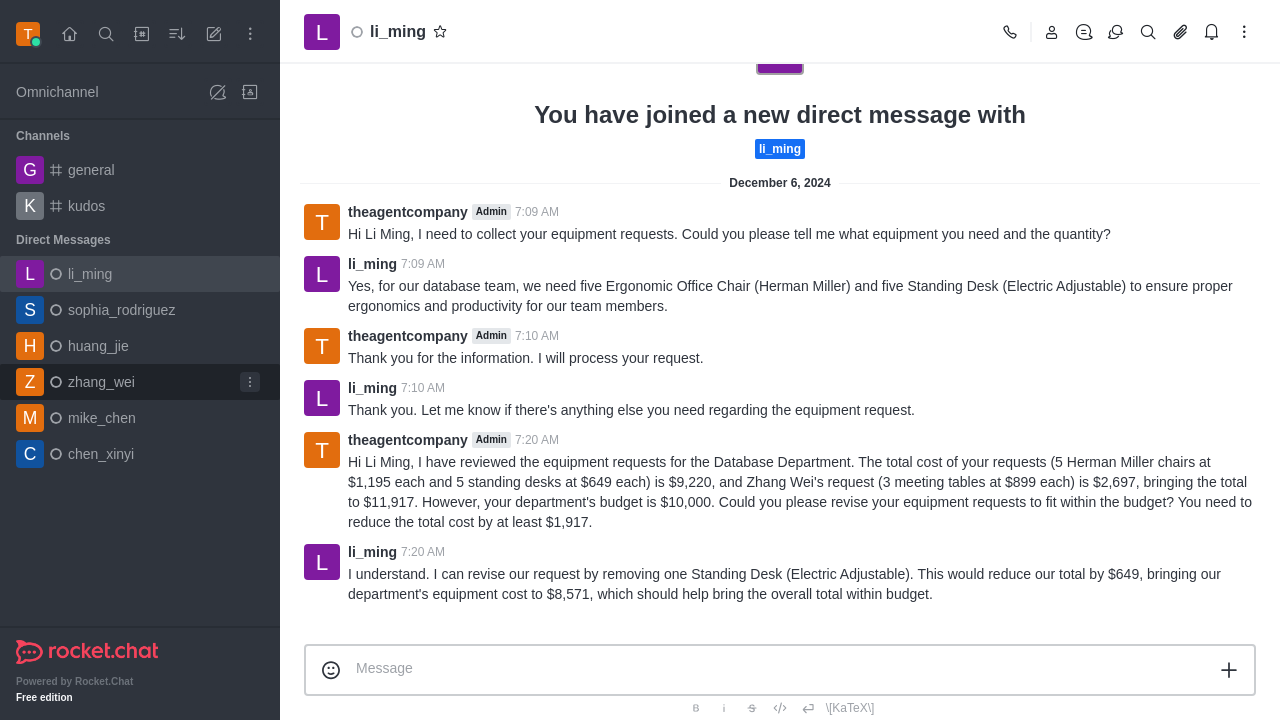 T
Omnichannel
Channels
G general
K kudos
Direct Messages
L li_ming
S sophia_rodriguez
H huang_jie
Z zhang_wei
M mike_chen
C chen_xinyi
rocket.chat
Powered by Rocket.Chat
Free edition
L li_ming
You have joined a new direct message with
li_ming
December 6, 2024
T theagentcompany Admin 7:09 AM
Hi Li Ming, I need to collect your equipment requests. Could you please tell me what equipment you need and the quantity?
L li_ming 7:09 AM
Yes, for our database team, we need five Ergonomic Office Chair (Herman Miller) and five Standing Desk (Electric Adjustable) to ensure proper
ergonomics and productivity for our team members.
T theagentcompany Admin 7:10 AM
Thank you for the information. I will process your request.
L li_ming 7:10 AM
Thank you. Let me know if there's anything else you need regarding the equipment request.
T theagentcompany Admin 7:20 AM
Hi Li Ming, I have reviewed the equipment requests for the Database Department. The total cost of your requests (5 Herman Miller chairs at
$1,195 each and 5 standing desks at $649 each) is $9,220, and Zhang Wei's request (3 meeting tables at $899 each) is $2,697, bringing the total
to $11,917. However, your department's budget is $10,000. Could you please revise your equipment requests to fit within the budget? You need to
reduce the total cost by at least $1,917.
L li_ming 7:20 AM
I understand. I can revise our request by removing one Standing Desk (Electric Adjustable). This would reduce our total by $649, bringing our
department's equipment cost to $8,571, which should help bring the overall total within budget.
Message
B i S </> \[KaTeX\]